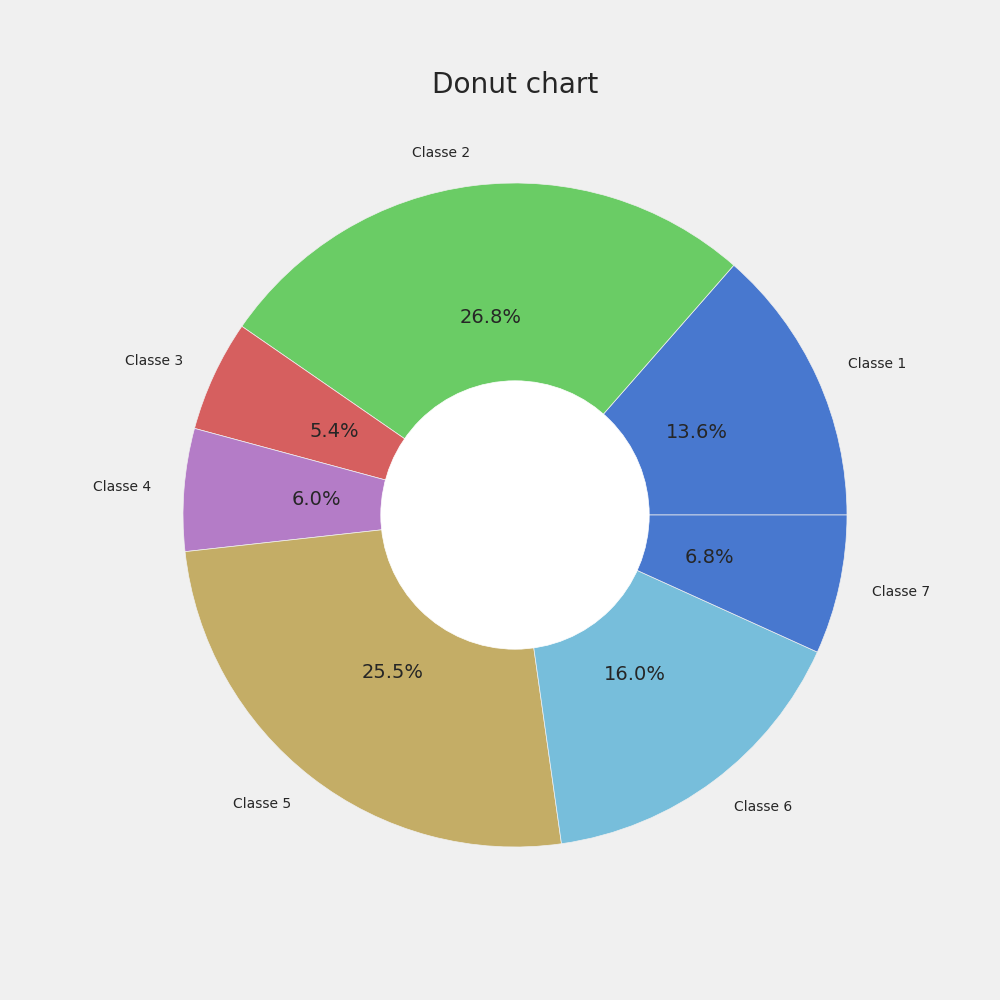 Donut chart
Classe 2
26.8%
Classe 1
13.6%
Classe 3
5.4%
Classe 4
6.0%
6.8%
Classe 7
25.5%
16.0%
Classe 5
Classe 6